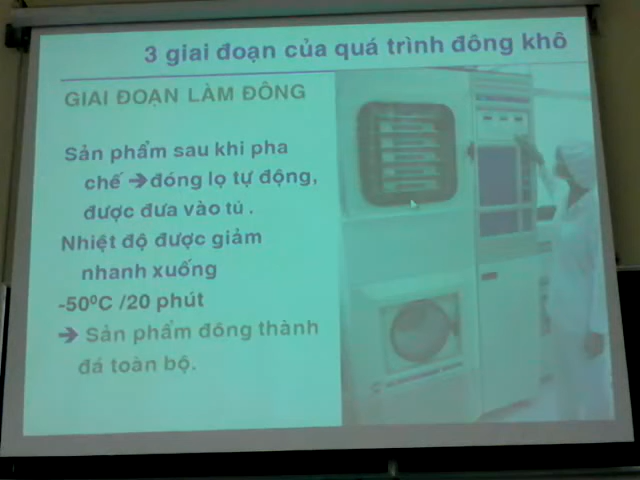 3 giai đoạn của quá trình đông khô
GIAI ĐOẠN LÀM ĐÔNG
Sản phẩm sau khi pha
chế ➔ đóng lọ tự động,
được đưa vào tủ .
Nhiệt độ được giảm
nhanh xuống
-50⁰C /20 phút
➔ Sản phẩm đông thành
đá toàn bộ.